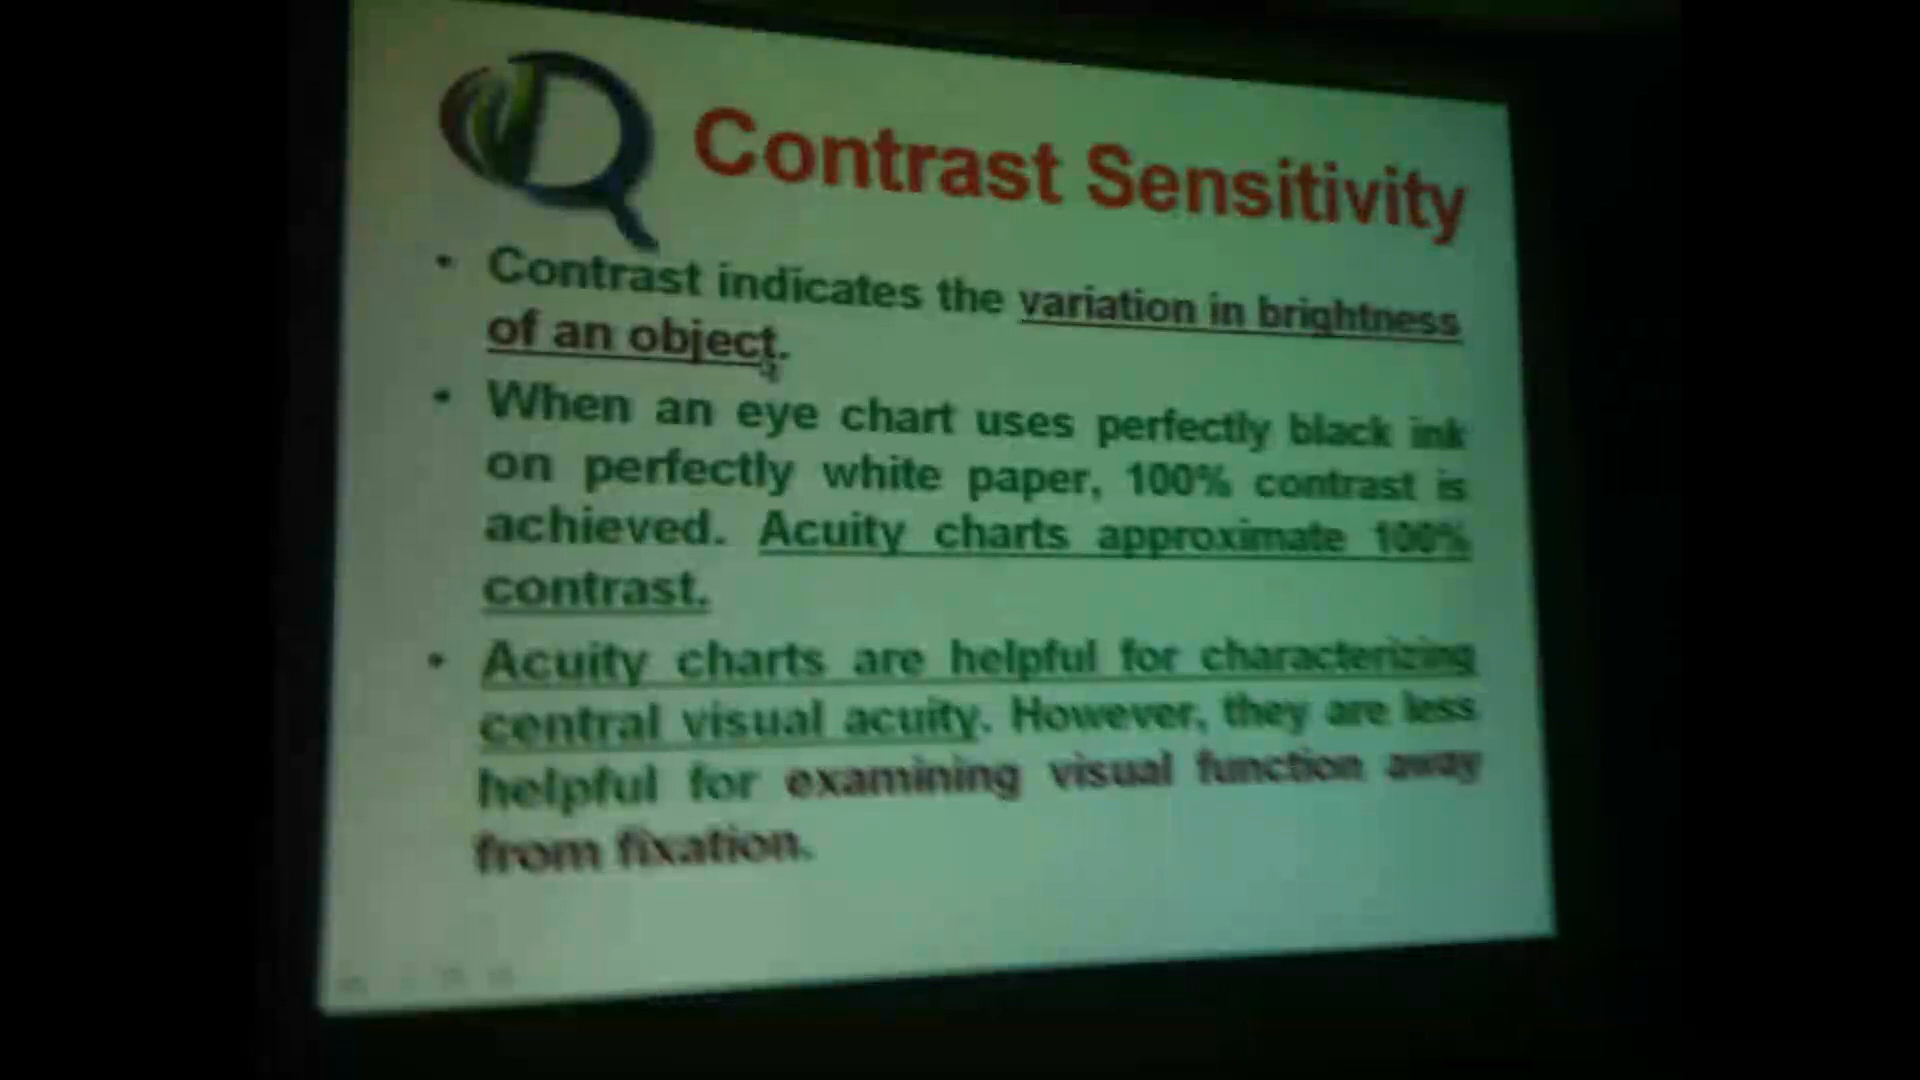 Contrast Sensitivity
• Contrast indicates the variation in brightness
of an object.
• When an eye chart uses perfectly black ink
on perfectly white paper, 100% contrast is
achieved. Acuity charts approximate 100%
contrast.
• Acuity charts are helpful for characterizing
central visual acuity. However, they are less
helpful for examining visual function away
from fixation.